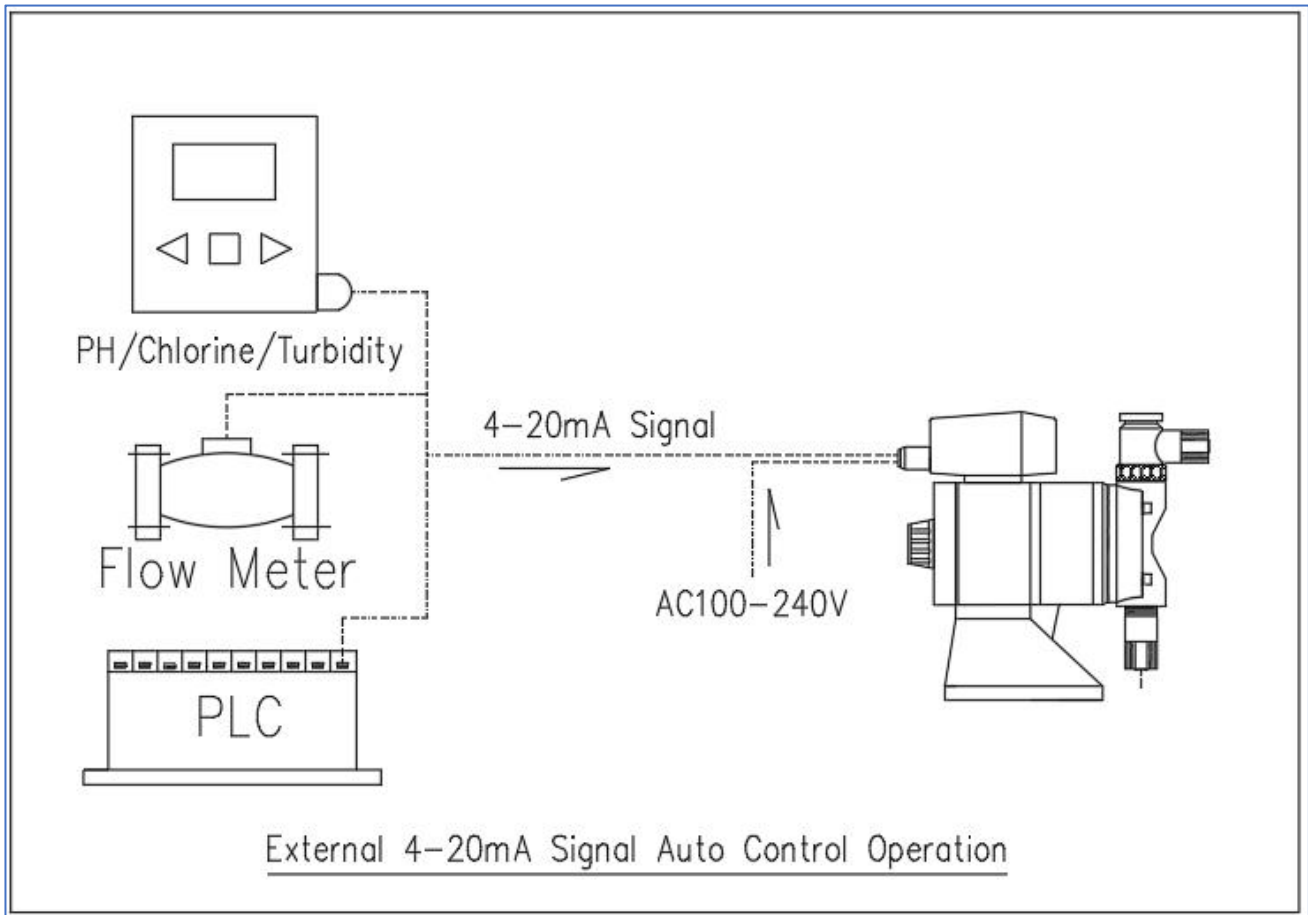 PH/Chlorine/Turbidity
4-20mA Signal
Flow Meter
AC100-240V
PLC
External 4-20mA Signal Auto Control Operation